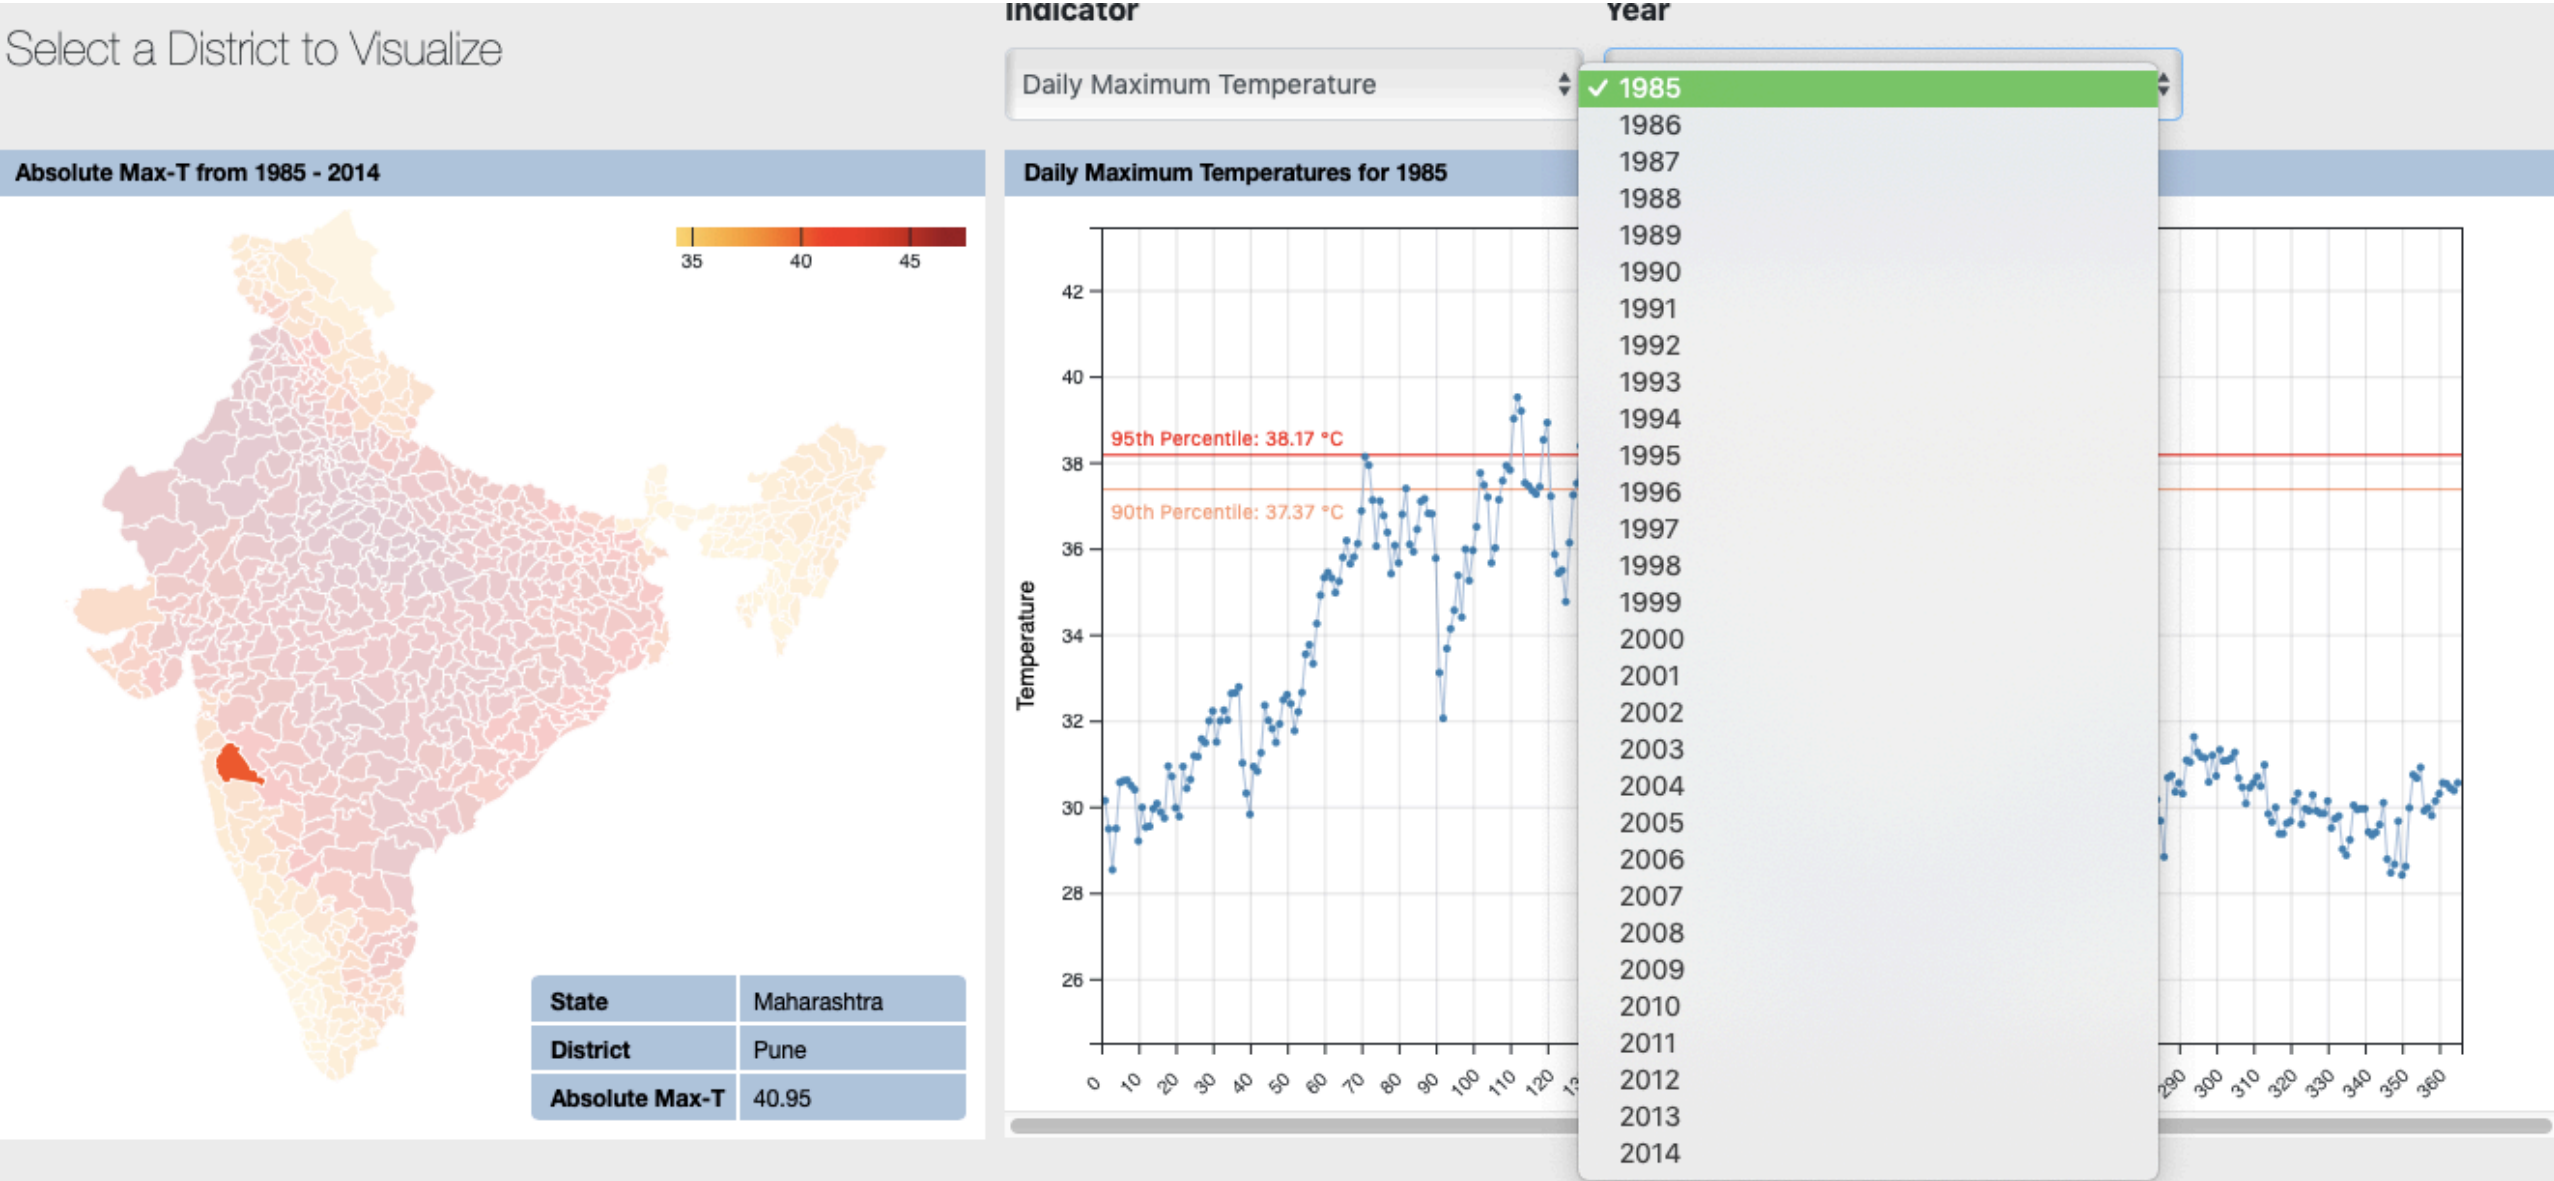 Indicator
Year
Select a District to Visualize
Daily Maximum Temperature
✓ 1985
1986
1987
1988
1989
1990
1991
1992
1993
1994
1995
1996
1997
1998
1999
2000
2001
2002
2003
2004
2005
2006
2007
2008
2009
2010
2011
2012
2013
2014
Absolute Max-T from 1985 - 2014
35 40 45
State Maharashtra
District Pune
Absolute Max-T 40.95
Daily Maximum Temperatures for 1985
Temperature
42
40
38
36
34
32
30
28
26
95th Percentile: 38.17 °C
90th Percentile: 37.37 °C
0 10 20 30 40 50 60 70 80 90 100 110 120 290 300 310 320 330 340 350 360